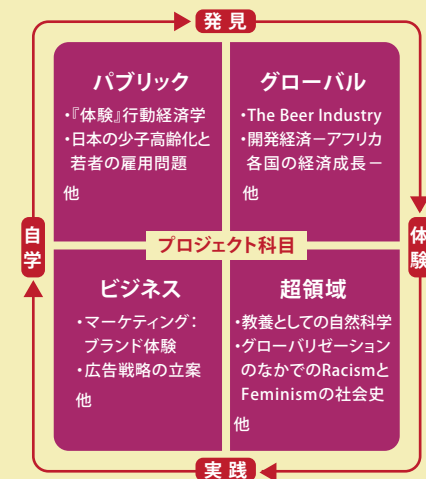 発見
パブリック
・『体験』行動経済学
・日本の少子高齢化と
若者の雇用問題
他
グローバル
・The Beer Industry
・開発経済－アフリカ
各国の経済成長－
他
自学
体験
プロジェクト科目
ビジネス
・マーケティング：
ブランド体験
・広告戦略の立案
他
超領域
・教養としての自然科学
・グローバリゼーション
のなかでのRacismと
Feminismの社会史
他
実践